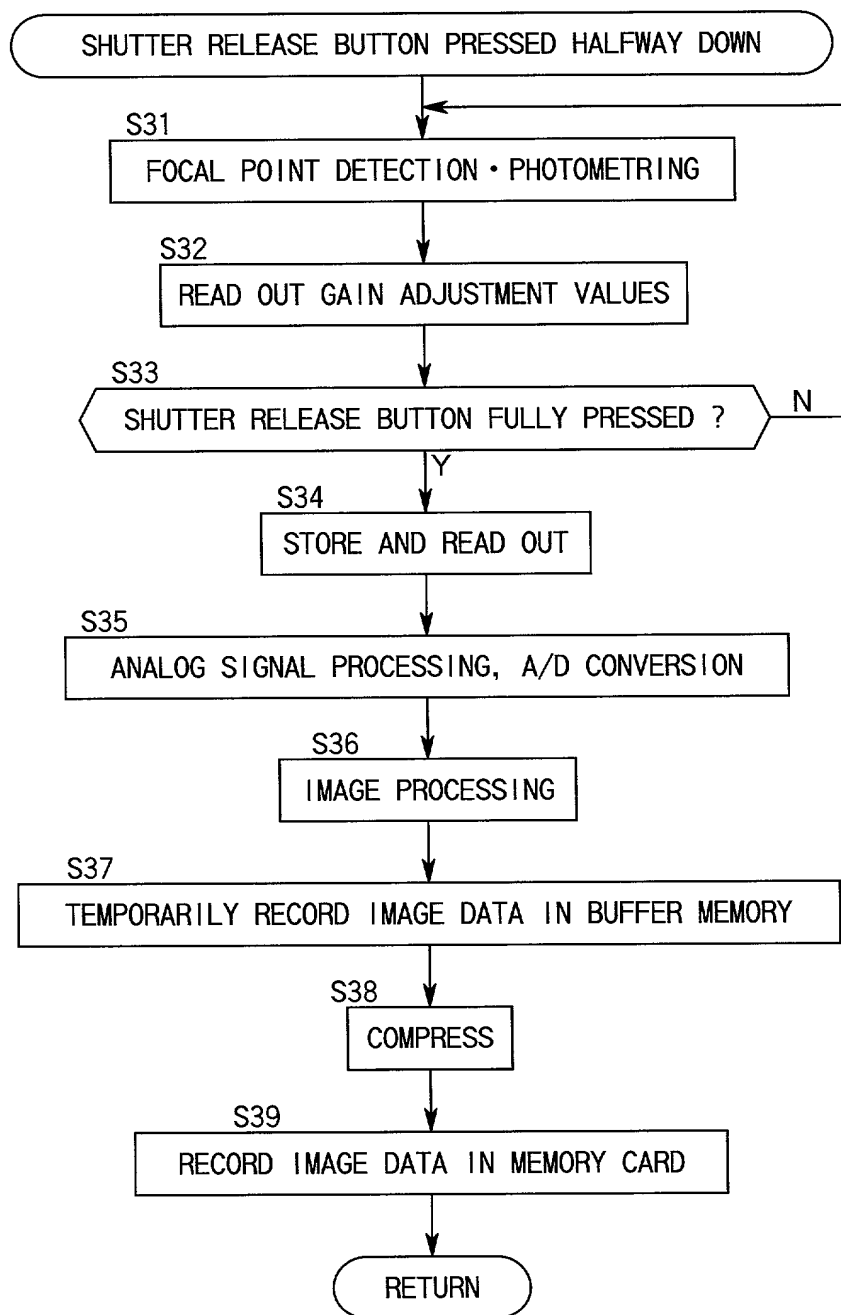 SHUTTER RELEASE BUTTON PRESSED HALFWAY DOWN
S31
FOCAL POINT DETECTION・PHOTOMETRING
S32
READ OUT GAIN ADJUSTMENT VALUES
S33
SHUTTER RELEASE BUTTON FULLY PRESSED ?
N
Y
S34
STORE AND READ OUT
S35
ANALOG SIGNAL PROCESSING, A/D CONVERSION
S36
IMAGE PROCESSING
S37
TEMPORARILY RECORD IMAGE DATA IN BUFFER MEMORY
S38
COMPRESS
S39
RECORD IMAGE DATA IN MEMORY CARD
RETURN